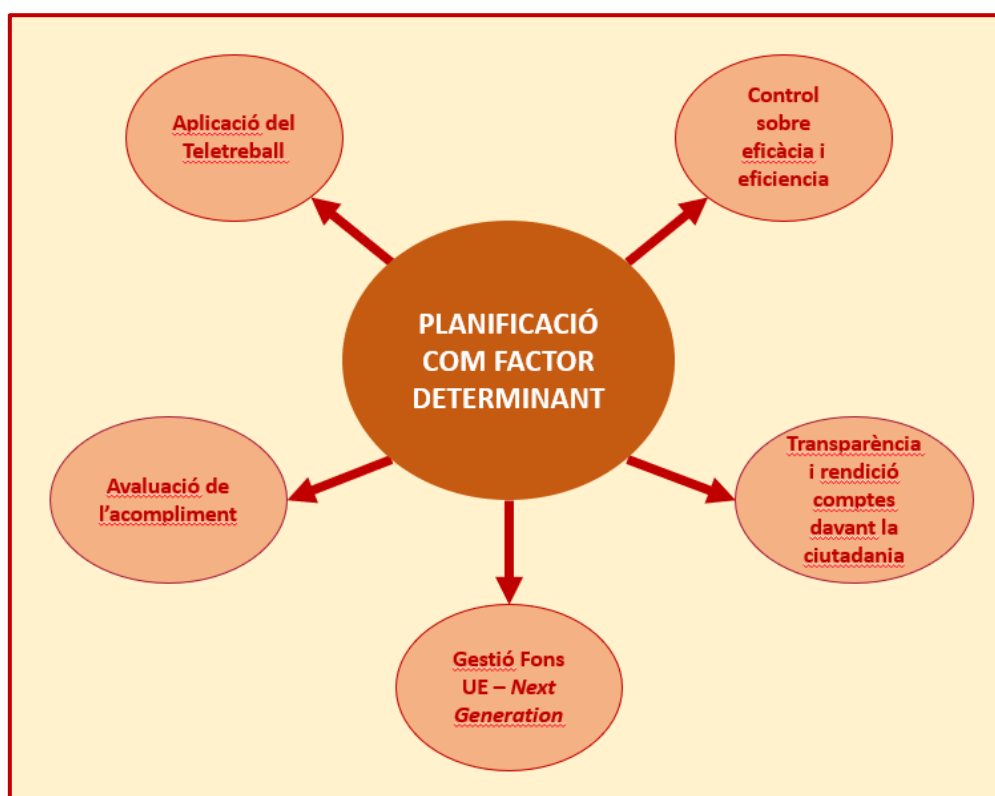 Aplicació del
Teletreball
Control
sobre
eficàcia i
eficiencia
PLANIFICACIÓ
COM FACTOR
DETERMINANT
Avaluació de
l'acompliment
Transparència
i rendició
comptes
davant la
ciutadania
Gestió Fons
UE – Next
Generation